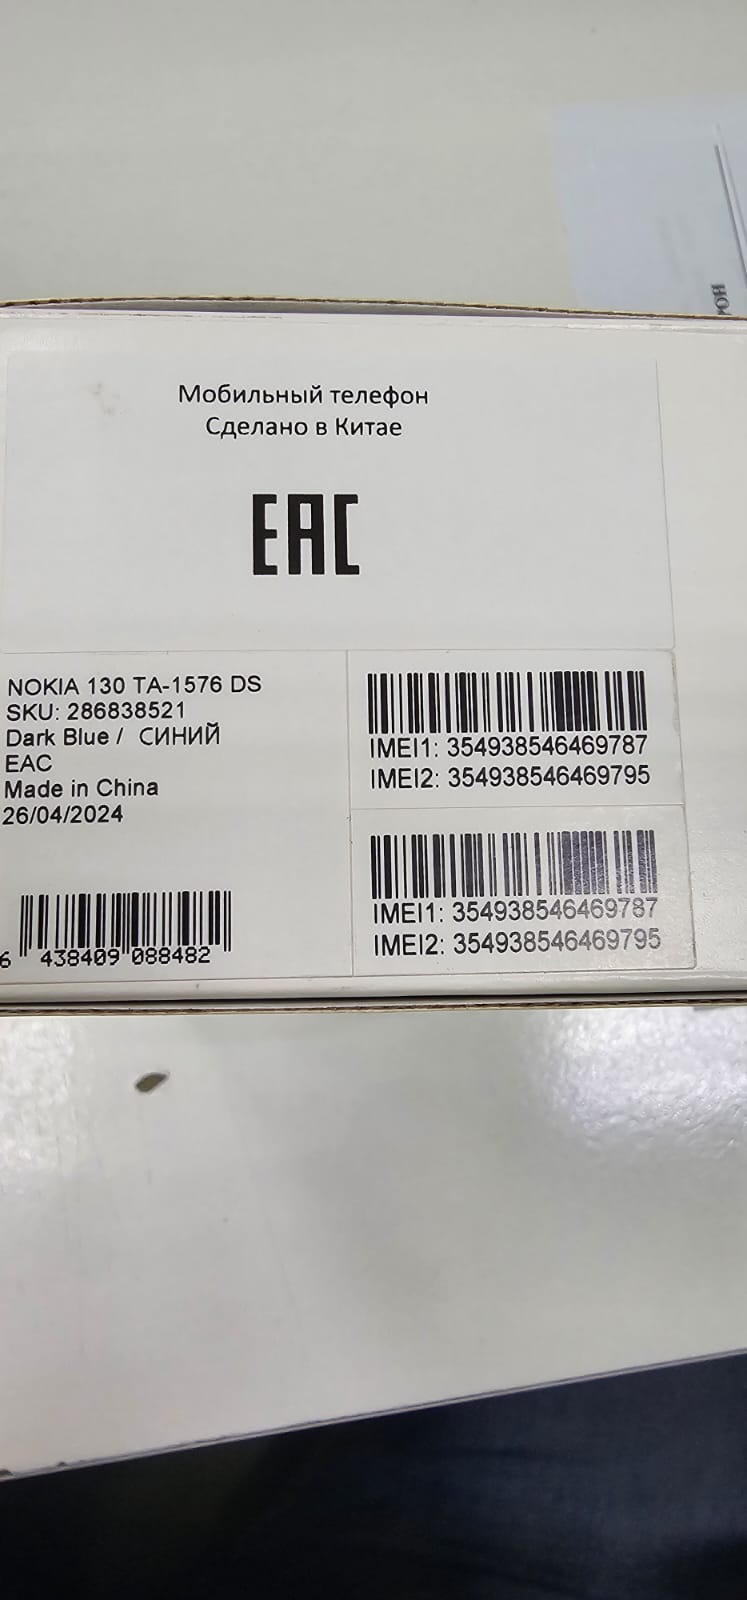 Мобильный телефон
Сделано в Китае
EAC
NOKIA 130 TA-1576 DS
SKU: 286838521
Dark Blue / СИНИЙ
EAC
Made in China
26/04/2024
6 438409 088482
IMEI1: 354938546469787
IMEI2: 354938546469795
IMEI1: 354938546469787
IMEI2: 354938546469795